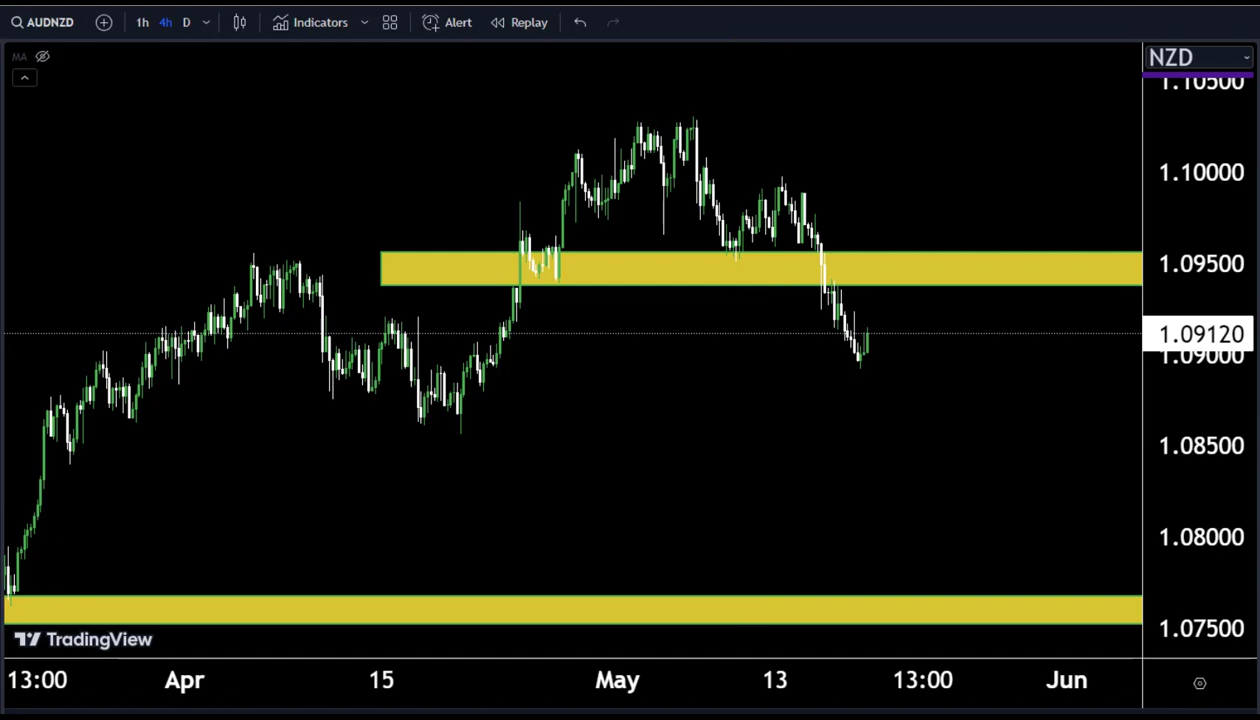 AUDNZD 1h 4h D Indicators Alert Replay
MA
NZD
1.10500
1.10000
1.09500
1.09120
1.09000
1.08500
1.08000
1.07500
TradingView
13:00 Apr 15 May 13 13:00 Jun